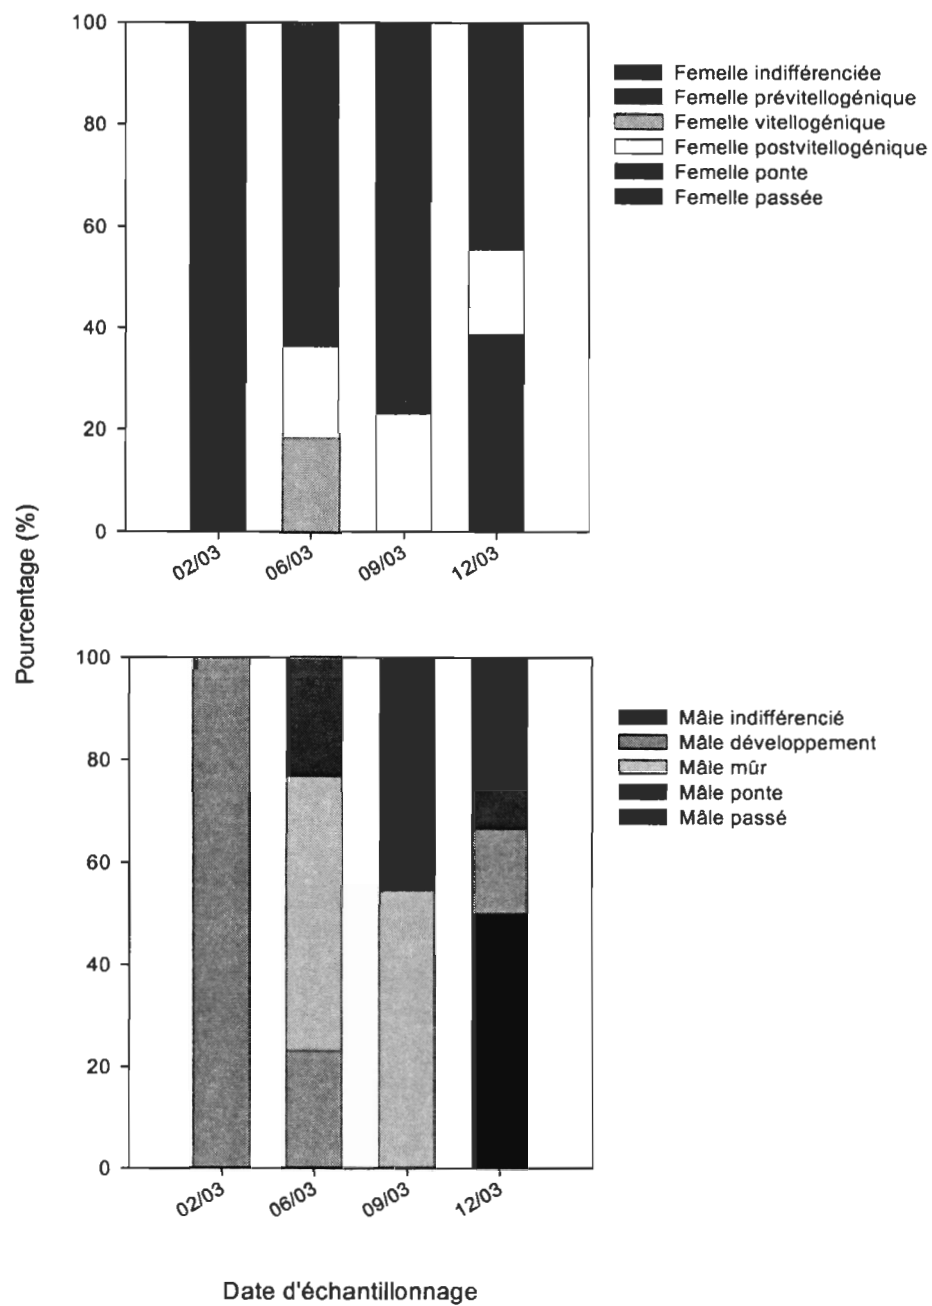 100
80
60
40
20
0
02/03
06/03
09/03
12/03
Femelle indifférenciée
Femelle prévitellogénique
Femelle vitellogénique
Femelle postvitellogénique
Femelle ponte
Femelle passée
Pourcentage (%)
100
80
60
40
20
0
02/03
06/03
09/03
12/03
Mâle indifférencié
Mâle développement
Mâle mûr
Mâle ponte
Mâle passé
Date d'échantillonnage